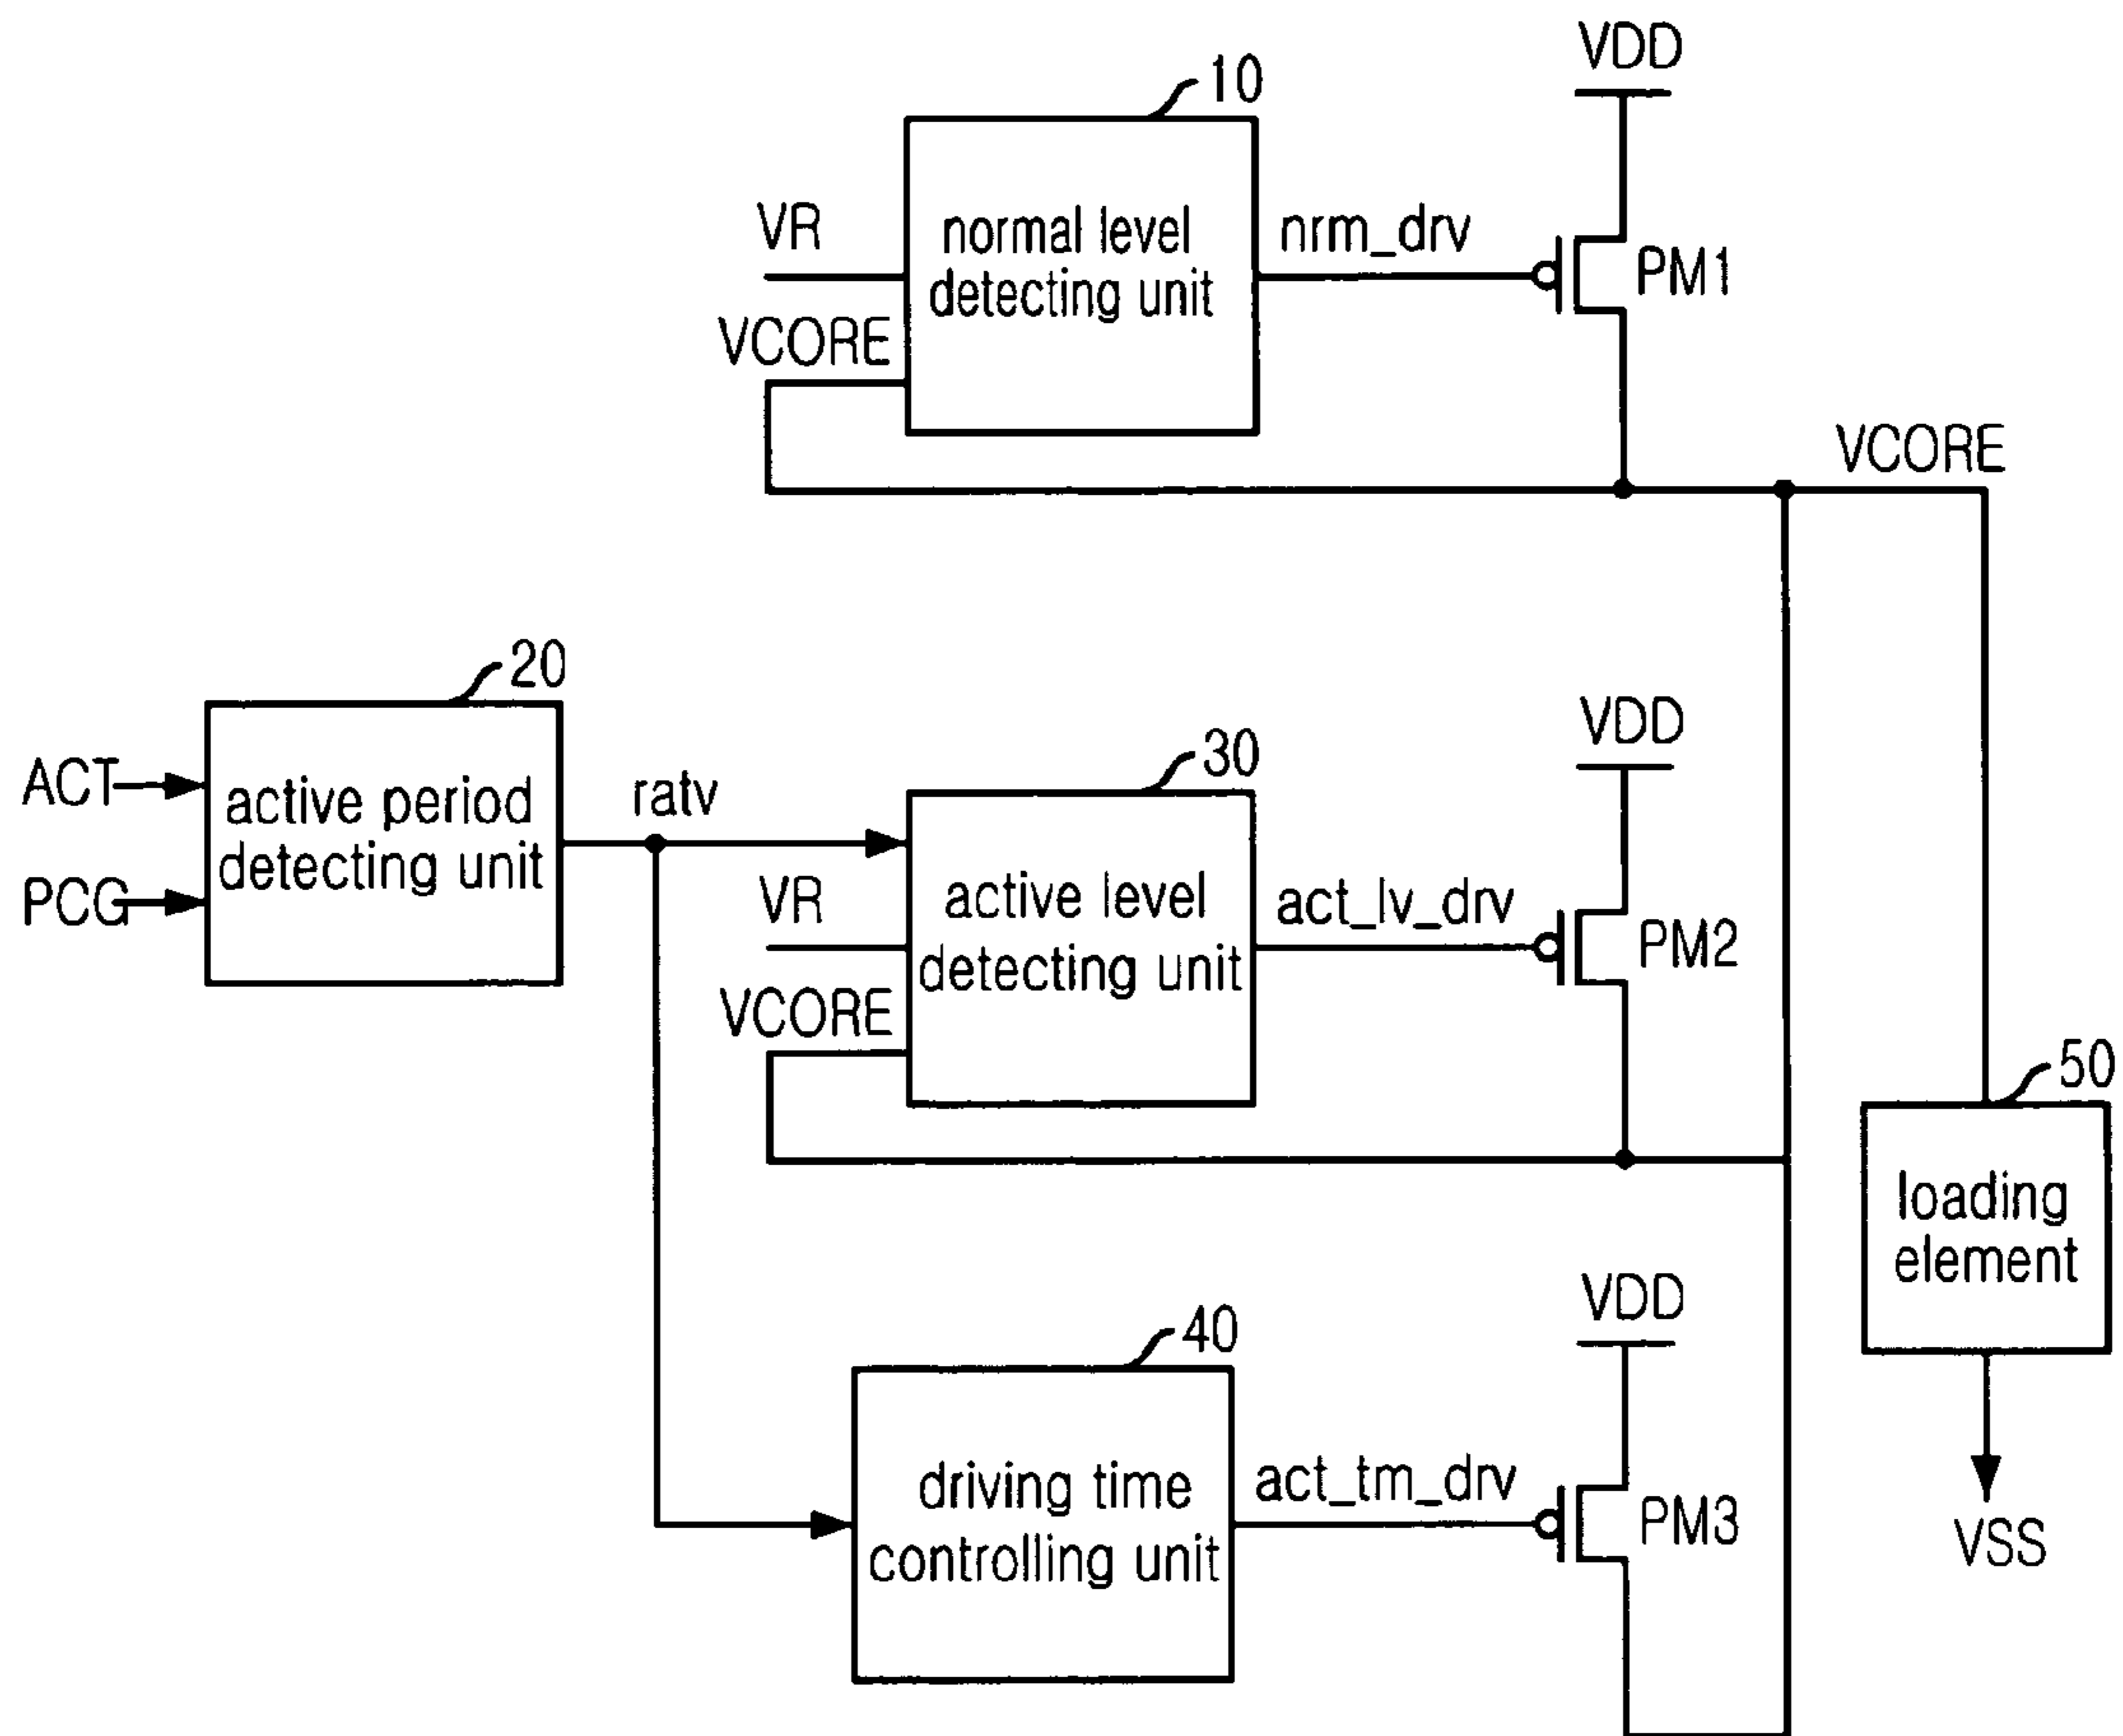 VDD
10
normal level
detecting unit
VR
VCORE
nrm_drv
PM1
VCORE
20
ACT
PCG
active period
detecting unit
ratv
30
VR
VCORE
active level
detecting unit
act_lv_drv
VDD
PM2
50
loading
element
VSS
40
driving time
controlling unit
act_tm_drv
VDD
PM3